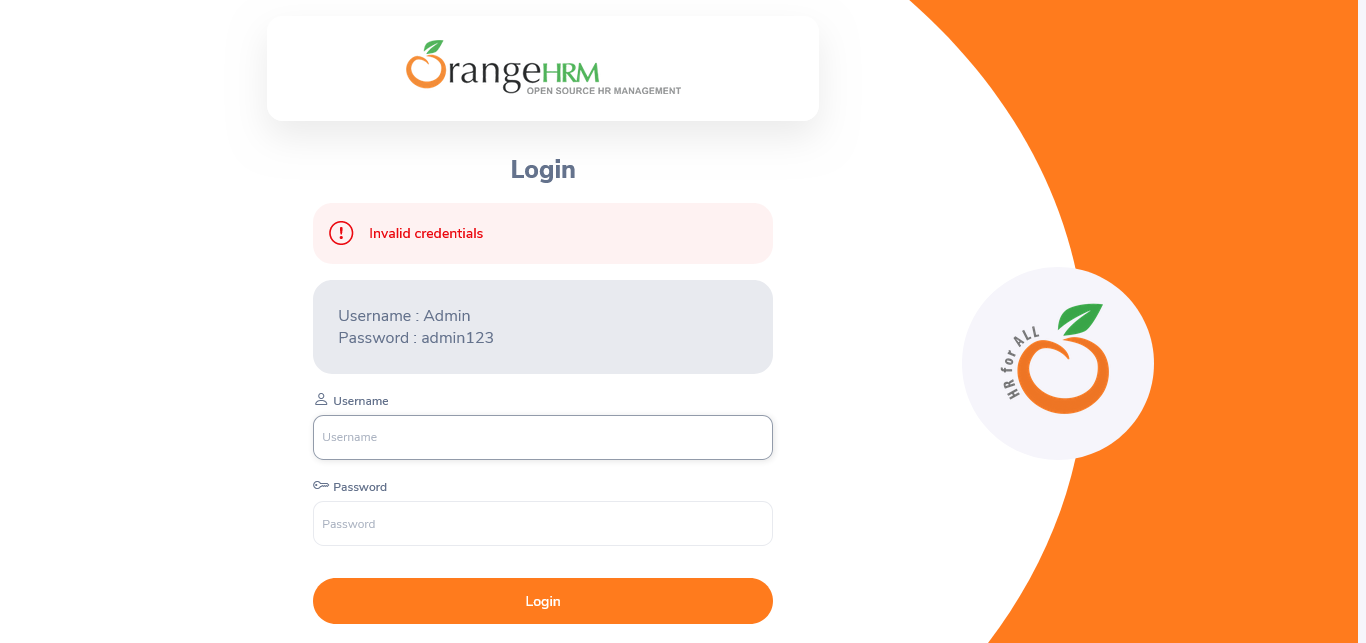 OrangeHRM
OPEN SOURCE HR MANAGEMENT
Login
Invalid credentials
Username : Admin
Password : admin123
Username
Username
Password
Password
Login
HR for ALL